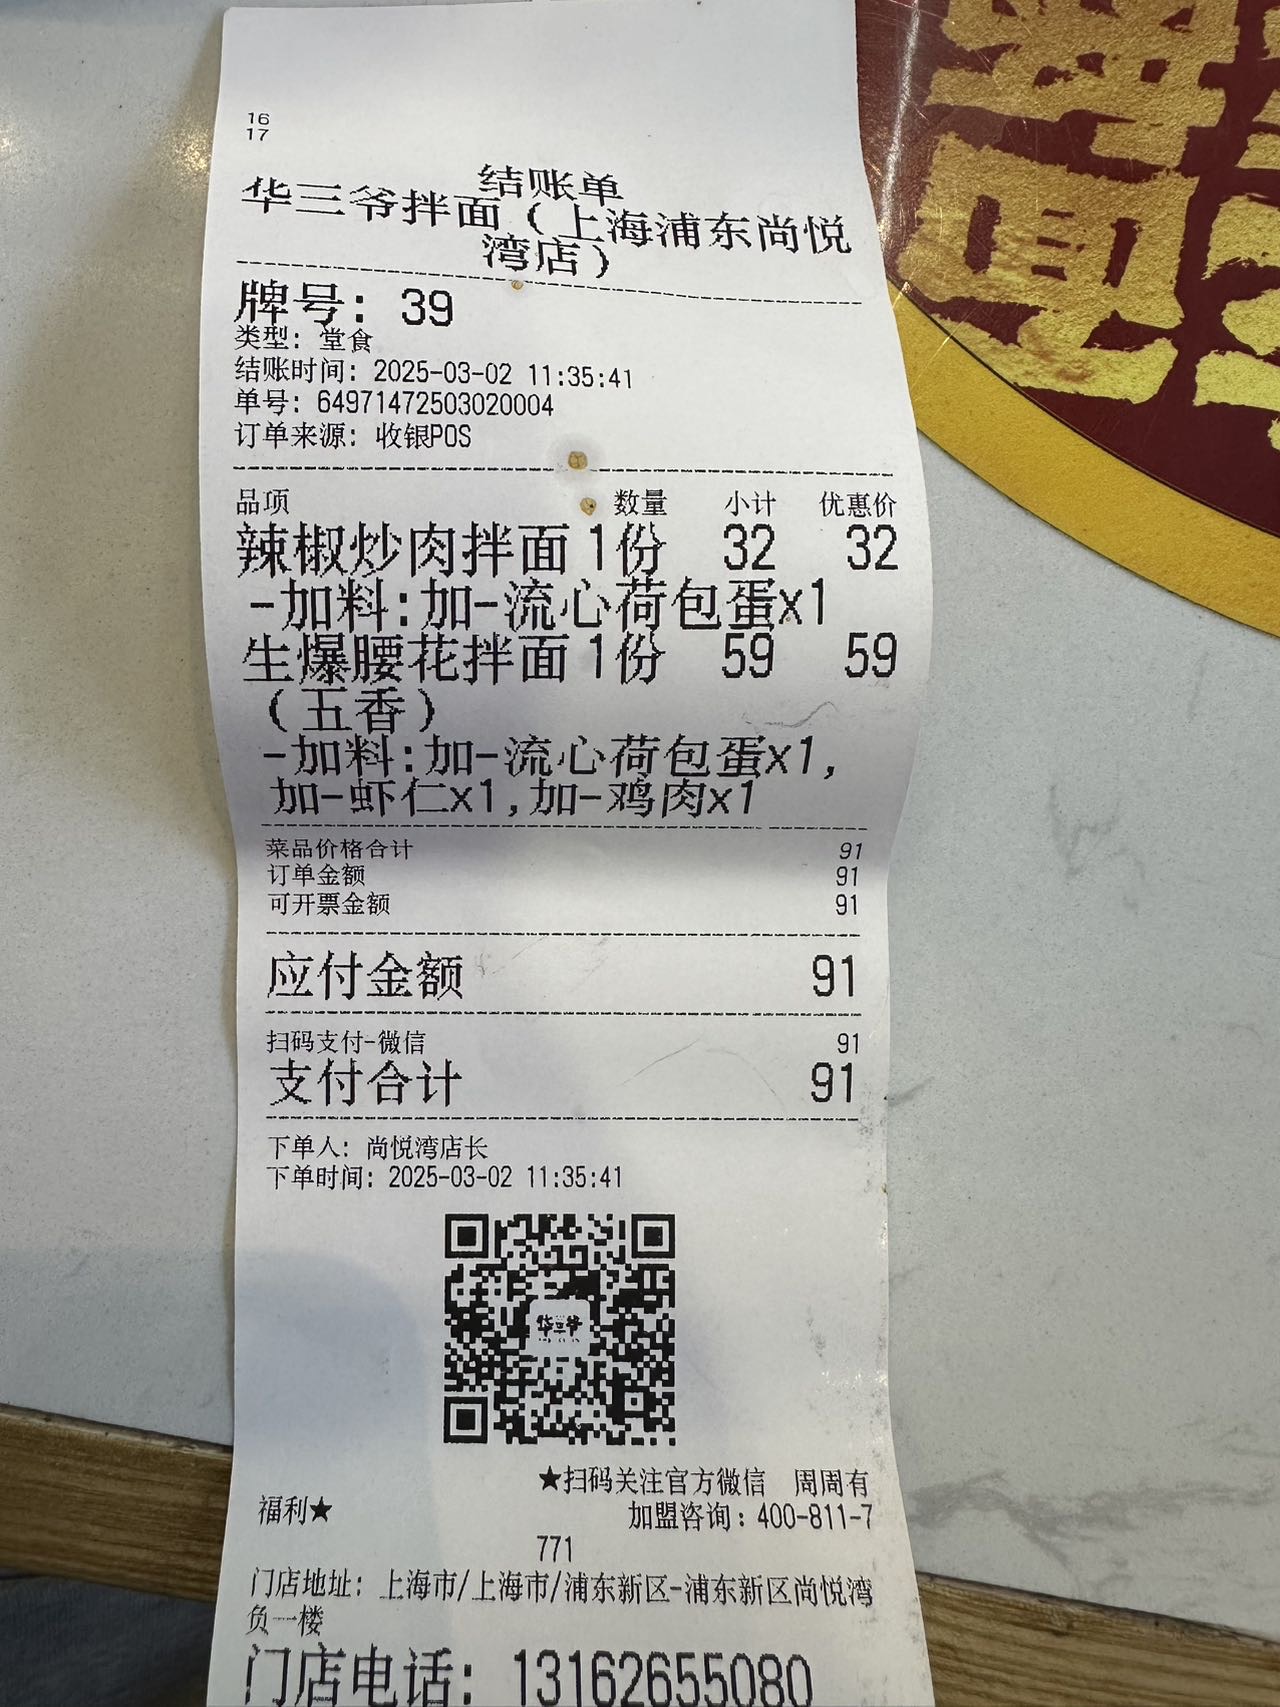 16
17
结账单
华三爷拌面（上海浦东尚悦
湾店）
牌号: 39
类型: 堂食
结账时间: 2025-03-02 11:35:41
单号: 64971472503020004
订单来源: 收银POS
品项 数量 小计 优惠价
辣椒炒肉拌面 1份 32 32
-加料:加-流心荷包蛋x1
生爆腰花拌面 1份 59 59
（五香）
-加料:加-流心荷包蛋x1,
加-虾仁x1,加-鸡肉x1
菜品价格合计 91
订单金额 91
可开票金额 91
应付金额 91
扫码支付-微信 91
支付合计 91
下单人: 尚悦湾店长
下单时间: 2025-03-02 11:35:41
华三爷
★扫码关注官方微信 周周有
福利★ 加盟咨询：400-811-7
771
门店地址: 上海市/上海市/浦东新区-浦东新区尚悦湾
负一楼
门店电话: 13162655080